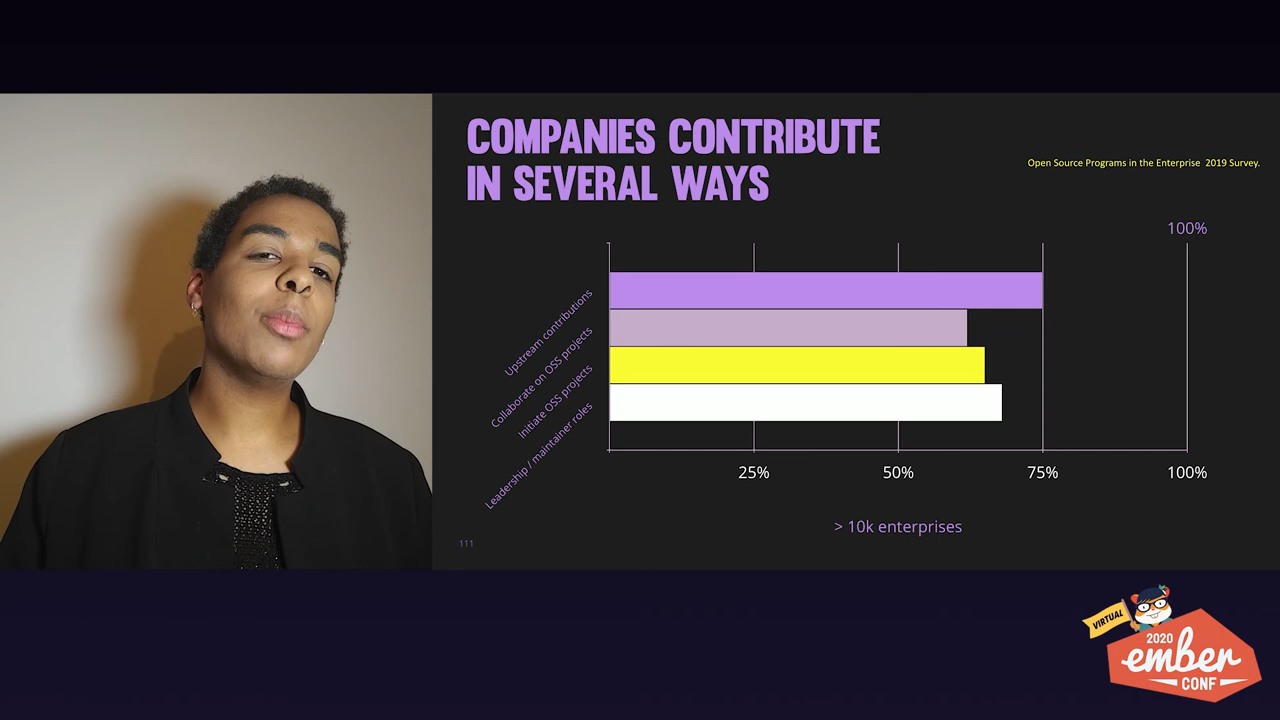 COMPANIES CONTRIBUTE
IN SEVERAL WAYS
Open Source Programs in the Enterprise 2019 Survey.
100%
Upstream contributions
Collaborate on OSS projects
Initiate OSS projects
Leadership / maintainer roles
25%
50%
75%
100%
> 10k enterprises
111
VIRTUAL
2020
ember
CONF